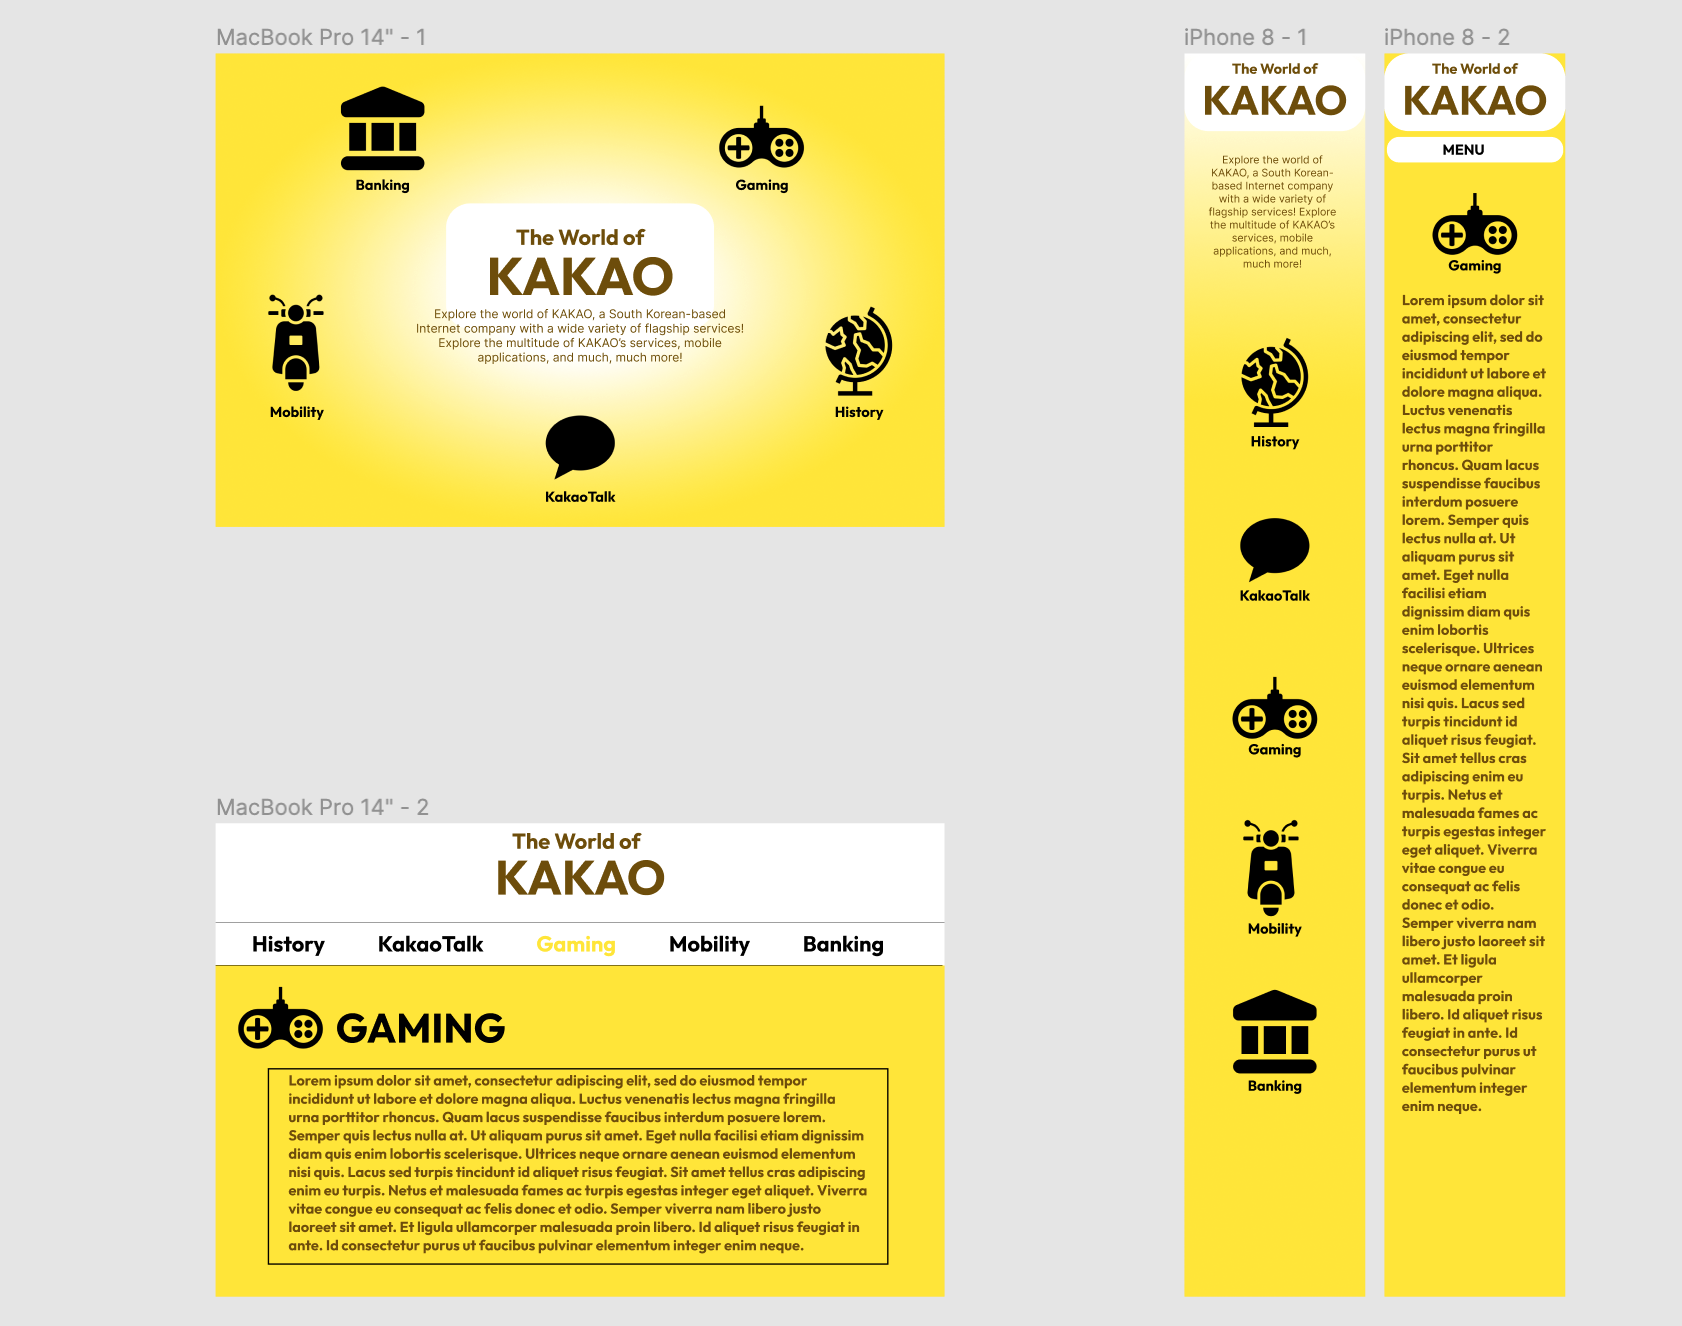 MacBook Pro 14" - 1
Banking
Gaming
The World of
KAKAO
Explore the world of KAKAO, a South Korean-based
Internet company with a wide variety of flagship services!
Explore the multitude of KAKAO's services, mobile
applications, and much, much more!
Mobility
History
KakaoTalk
MacBook Pro 14" - 2
The World of
KAKAO
History
KakaoTalk
Gaming
Mobility
Banking
GAMING
Lorem ipsum dolor sit amet, consectetur adipiscing elit, sed do eiusmod tempor
incididunt ut labore et dolore magna aliqua. Luctus venenatis lectus magna fringilla
urna porttitor rhoncus. Quam lacus suspendisse faucibus interdum posuere lorem.
Semper quis lectus nulla at. Ut aliquam purus sit amet. Eget nulla facilisi etiam dignissim
diam quis enim lobortis scelerisque. Ultrices neque ornare aenean euismod elementum
nisi quis. Lacus sed turpis tincidunt id aliquet risus feugiat. Sit amet tellus cras adipiscing
enim eu turpis. Netus et malesuada fames ac turpis egestas integer eget aliquet. Viverra
vitae congue eu consequat ac felis donec et odio. Semper viverra nam libero justo
laoreet sit amet. Et ligula ullamcorper malesuada proin libero. Id aliquet risus feugiat in
ante. Id consectetur purus ut faucibus pulvinar elementum integer enim neque.
iPhone 8 - 1
The World of
KAKAO
Explore the world of
KAKAO, a South Korean-
based Internet company
with a wide variety of
flagship services! Explore
the multitude of KAKAO's
services, mobile
applications, and much,
much more!
History
KakaoTalk
Gaming
Mobility
Banking
iPhone 8 - 2
The World of
KAKAO
MENU
Gaming
Lorem ipsum dolor sit
amet, consectetur
adipiscing elit, sed do
eiusmod tempor
incididunt ut labore et
dolore magna aliqua.
Luctus venenatis
lectus magna fringilla
urna porttitor
rhoncus. Quam lacus
suspendisse faucibus
interdum posuere
lorem. Semper quis
lectus nulla at. Ut
aliquam purus sit
amet. Eget nulla
facilisi etiam
dignissim diam quis
enim lobortis
scelerisque. Ultrices
neque ornare aenean
euismod elementum
nisi quis. Lacus sed
turpis tincidunt id
aliquet risus feugiat.
Sit amet tellus cras
adipiscing enim eu
turpis. Netus et
malesuada fames ac
turpis egestas integer
eget aliquet. Viverra
vitae congue eu
consequat ac felis
donec et odio.
Semper viverra nam
libero justo laoreet sit
amet. Et ligula
ullamcorper
malesuada proin
libero. Id aliquet risus
feugiat in ante. Id
consectetur purus ut
faucibus pulvinar
elementum integer
enim neque.